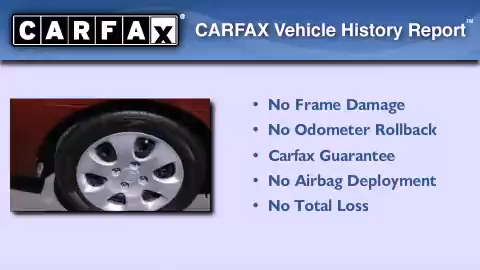 CARFAX®
CARFAX Vehicle History Report™
• No Frame Damage
• No Odometer Rollback
• Carfax Guarantee
• No Airbag Deployment
• No Total Loss